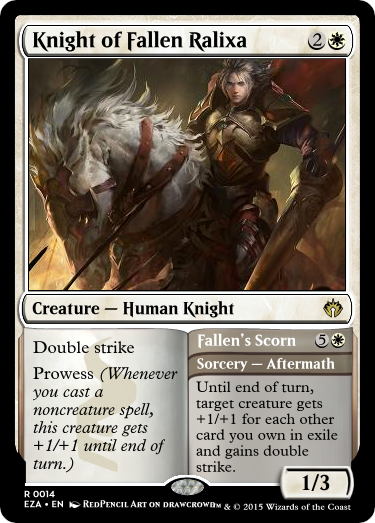 Knight of Fallen Ralixa 2
Creature — Human Knight
Double strike
Prowess (Whenever
you cast a
noncreature spell,
this creature gets
+1/+1 until end of
turn.)
Fallen's Scorn 5
Sorcery — Aftermath
Until end of turn,
target creature gets
+1/+1 for each other
card you own in exile
and gains double
strike.
1/3
R 0014
EZA • EN RedPencil Art on drawcrowd™ & © 2015 Wizards of the Coast